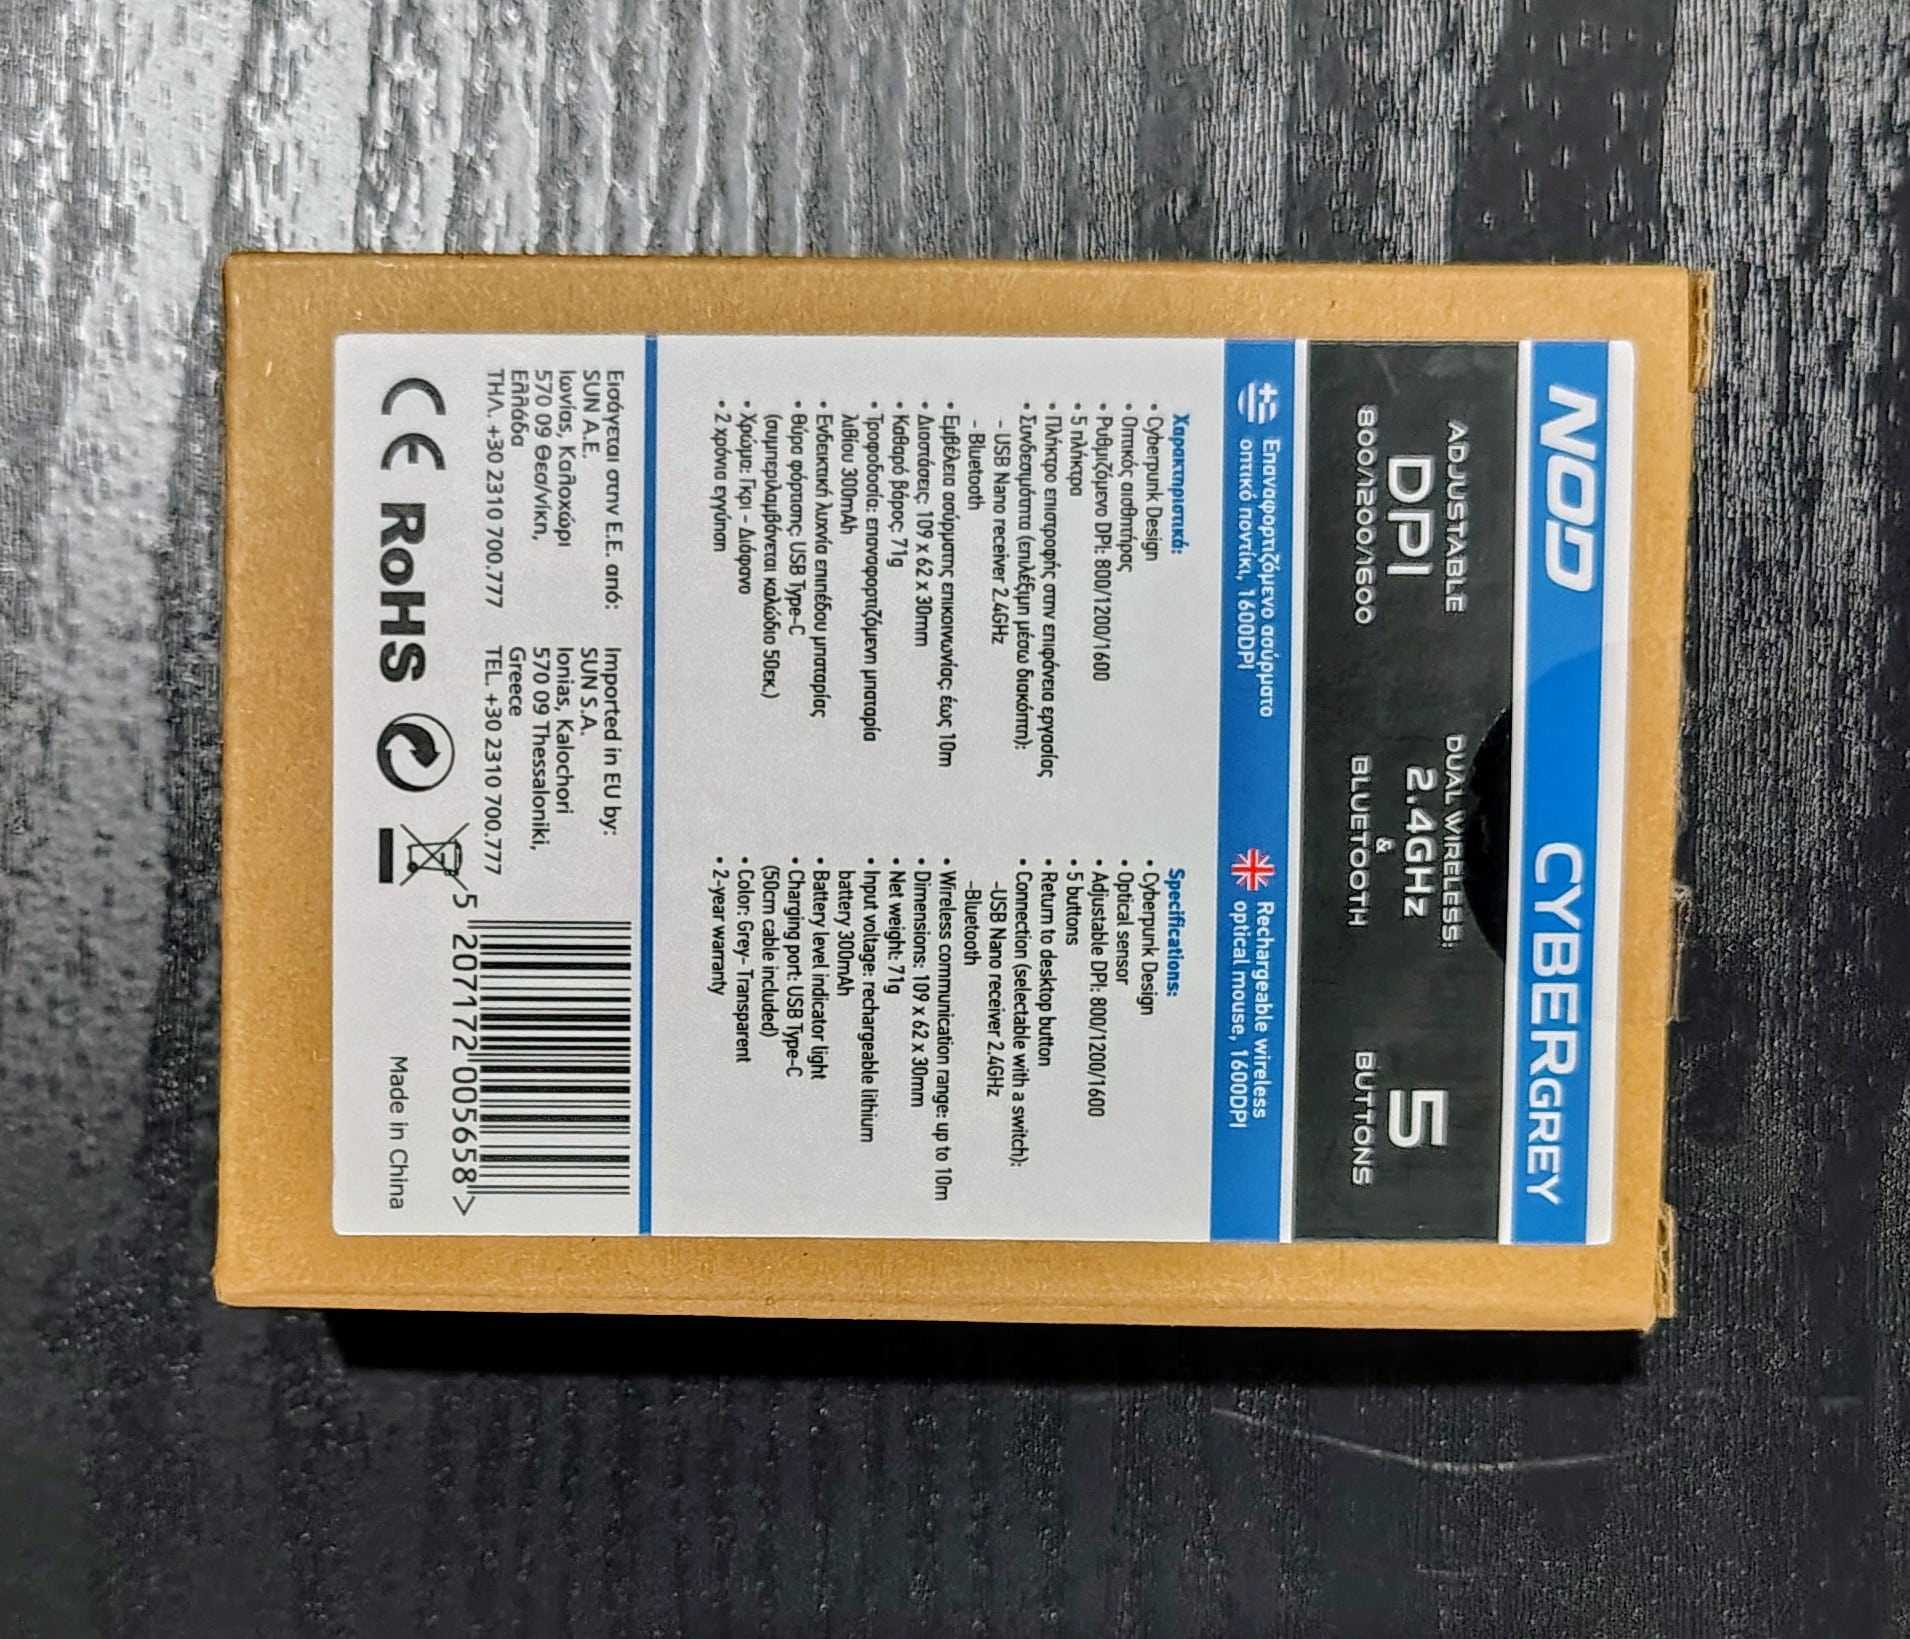 NOD CYBERGREY
ADJUSTABLE
DPI
800/1200/1600
DUAL WIRELESS:
2.4GHz
&
BLUETOOTH
5
BUTTONS
Επαναφορτιζόμενο ασύρματο
οπτικό ποντίκι, 1600DPI
Rechargeable wireless
optical mouse, 1600DPI
Χαρακτηριστικά:
• Cyberpunk Design
• Οπτικός αισθητήρας
• Ρυθμιζόμενο DPI: 800/1200/1600
• 5 πλήκτρα
• Πλήκτρο επιστροφής στην επιφάνεια εργασίας
• Συνδεσιμότητα (επιλέξιμη μέσω διακόπτη):
- USB Nano receiver 2.4GHz
- Bluetooth
• Εμβέλεια ασύρματης επικοινωνίας: έως 10m
• Διαστάσεις: 109 x 62 x 30mm
• Καθαρό βάρος: 71g
• Τροφοδοσία: επαναφορτιζόμενη μπαταρία
λιθίου 300mAh
• Ενδεικτική λυχνία επιπέδου μπαταρίας
• Θύρα φόρτισης: USB Type-C
(συμπεριλαμβάνεται καλώδιο 50εκ.)
• Χρώμα: Γκρι - Διάφανο
• 2 χρόνια εγγύηση
Specifications:
• Cyberpunk Design
• Optical sensor
• Adjustable DPI: 800/1200/1600
• 5 buttons
• Return to desktop button
• Connection (selectable with a switch):
-USB Nano receiver 2.4GHz
-Bluetooth
• Wireless communication range: up to 10m
• Dimensions: 109 x 62 x 30mm
• Net weight: 71g
• Input voltage: rechargeable lithium
battery 300mAh
• Battery level indicator light
• Charging port: USB Type-C
(50cm cable included)
• Color: Grey- Transparent
• 2-year warranty
Εισάγεται στην Ε.Ε. από:
SUN Α.Ε.
Ιωνίας, Καλοχώρι
570 09 Θεσ/νίκη,
Ελλάδα
ΤΗΛ. +30 2310 700.777
Imported in EU by:
SUN S.A.
Ionias, Kalochori
570 09 Thessaloniki,
Greece
TEL. +30 2310 700.777
5 207172 005658 >
CE RoHS
Made in China